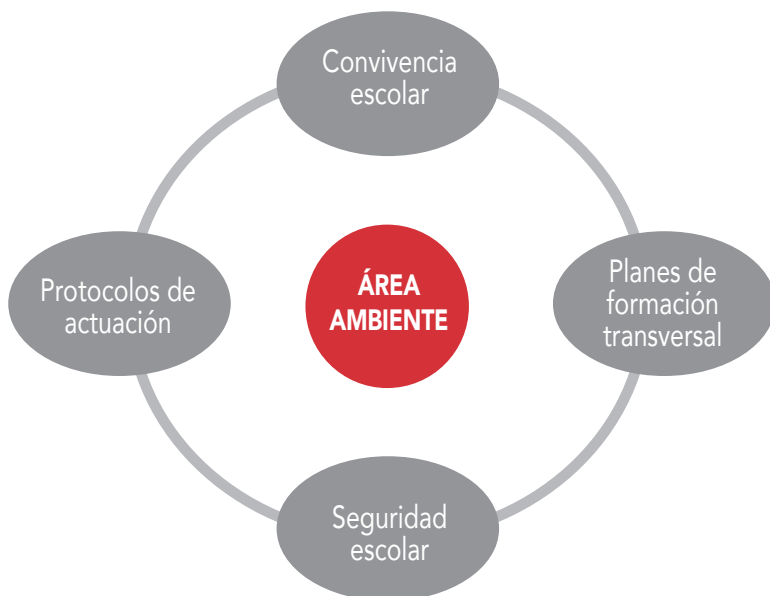 Convivencia
escolar
Protocolos de
actuación
ÁREA
AMBIENTE
Planes de
formación
transversal
Seguridad
escolar